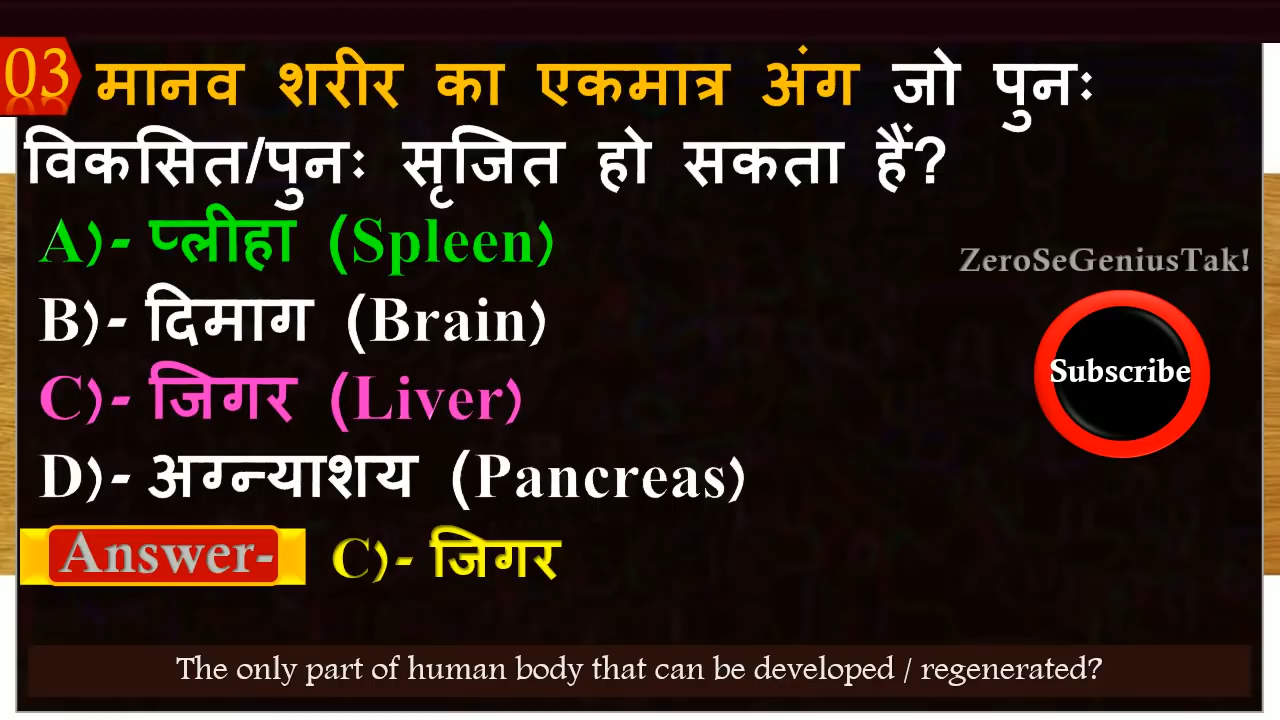 03 मानव शरीर का एकमात्र अंग जो पुनः
विकसित/पुनः सृजित हो सकता हैं?
A)- प्लीहा (Spleen)
B)- दिमाग (Brain)
C)- जिगर (Liver)
D)- अग्न्याशय (Pancreas)
Answer- C)- जिगर
ZeroSeGeniusTak!
Subscribe
The only part of human body that can be developed / regenerated?